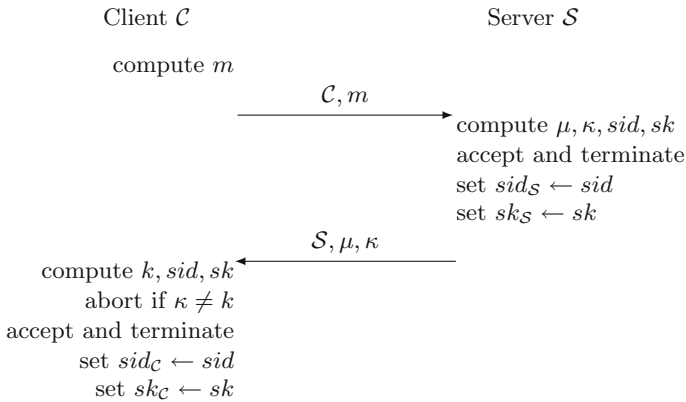 Client 𝒞 Server 𝒮
compute m
𝒞, m
compute μ, κ, sid, sk
accept and terminate
set sid_𝒮 ← sid
set sk_𝒮 ← sk
𝒮, μ, κ
compute k, sid, sk
abort if κ ≠ k
accept and terminate
set sid_𝒞 ← sid
set sk_𝒞 ← sk